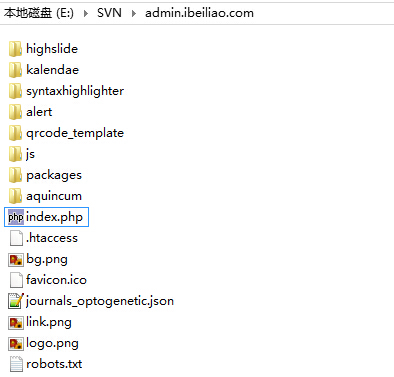 本地磁盘 (E:) ▸ SVN ▸ admin.ibeiliao.com
highslide
kalendae
syntaxhighlighter
alert
qrcode_template
js
packages
aquincum
php index.php
.htaccess
bg.png
favicon.ico
journals_optogenetic.json
link.png
logo.png
robots.txt